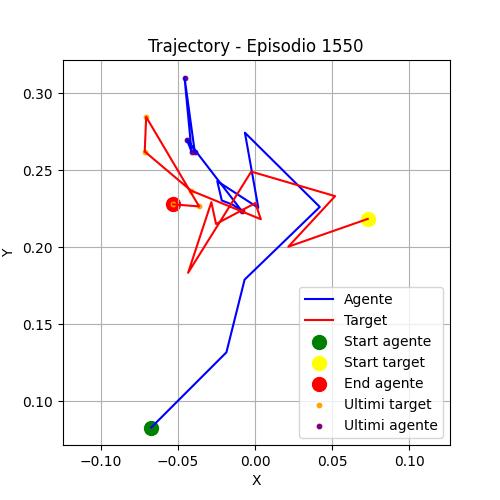 Trajectory - Episodio 1550
0.30
0.25
0.20
0.15
0.10
Y
−0.10
−0.05
0.00
0.05
0.10
X
Agente
Target
Start agente
Start target
End agente
Ultimi target
Ultimi agente